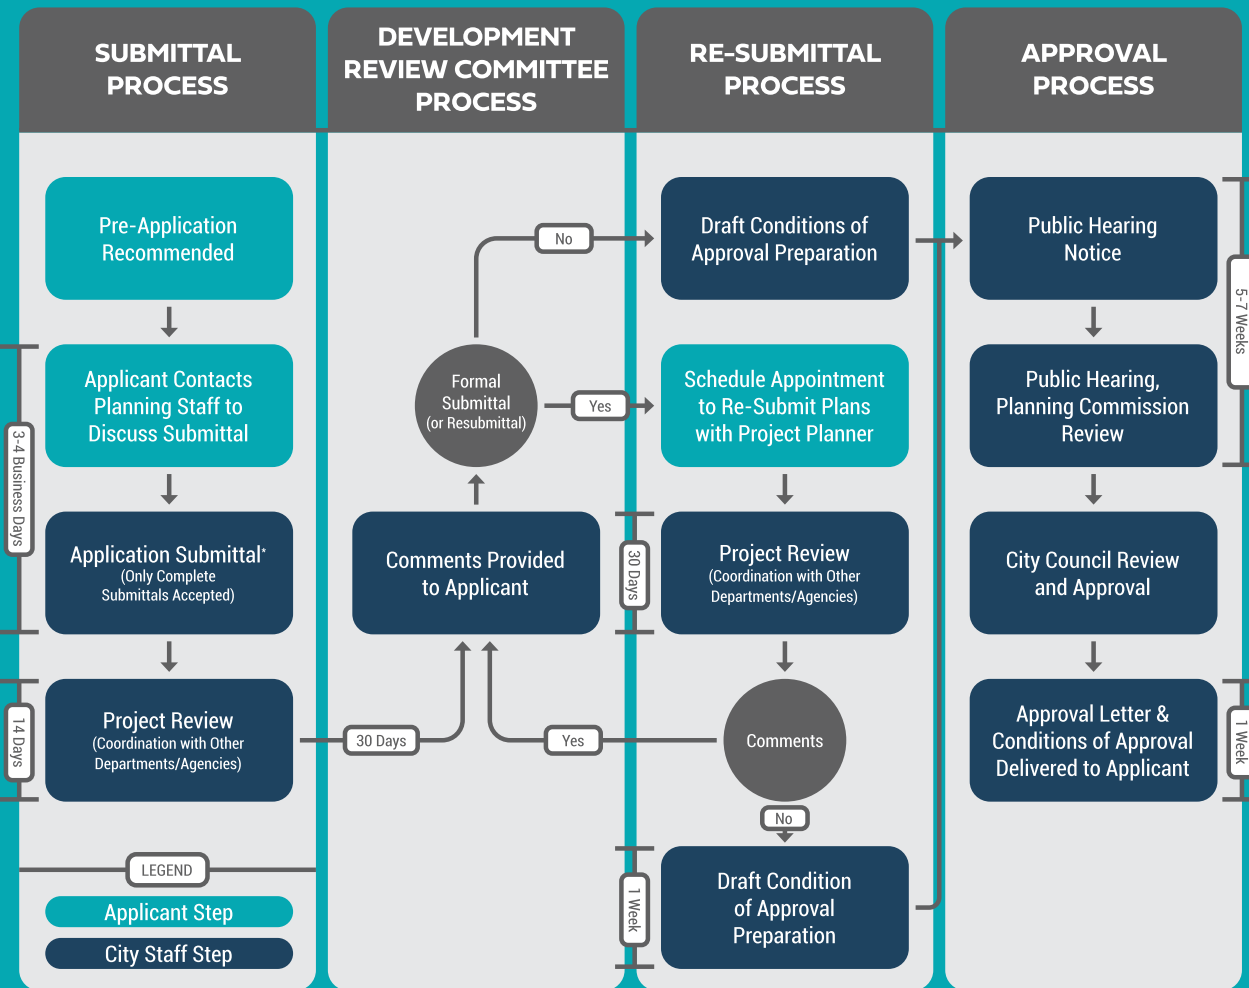 SUBMITTAL
PROCESS
DEVELOPMENT
REVIEW COMMITTEE
PROCESS
RE-SUBMITTAL
PROCESS
APPROVAL
PROCESS
Pre-Application
Recommended
Applicant Contacts
Planning Staff to
Discuss Submittal
3-4 Business Days
Application Submittal*
(Only Complete
Submittals Accepted)
Project Review
(Coordination with Other
Departments/Agencies)
14 Days
LEGEND
Applicant Step
City Staff Step
30 Days
Comments Provided
to Applicant
Formal
Submittal
(or Resubmittal)
No
Yes
Yes
Draft Conditions of
Approval Preparation
Schedule Appointment
to Re-Submit Plans
with Project Planner
30 Days
Project Review
(Coordination with Other
Departments/Agencies)
Comments
No
1 Week
Draft Condition
of Approval
Preparation
Public Hearing
Notice
5-7 Weeks
Public Hearing,
Planning Commission
Review
City Council Review
and Approval
Approval Letter &
Conditions of Approval
Delivered to Applicant
1 Week